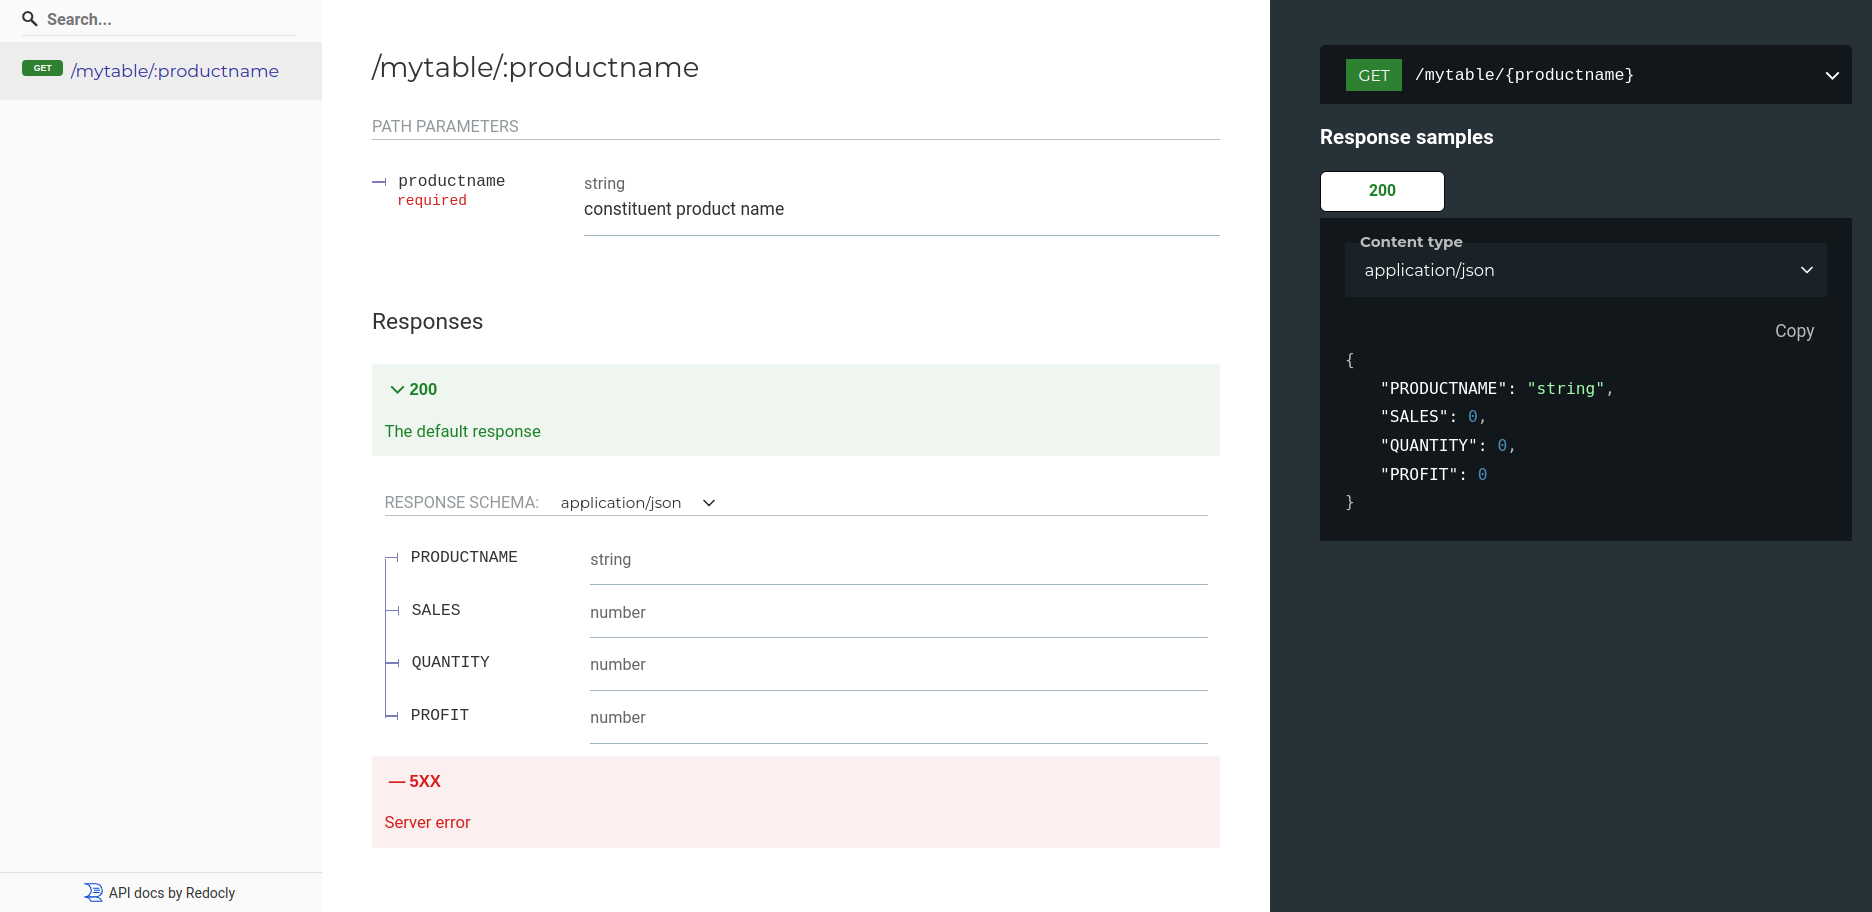 Search...
GET /mytable/:productname
API docs by Redocly
/mytable/:productname
PATH PARAMETERS
productname string
required constituent product name
Responses
200
The default response
RESPONSE SCHEMA: application/json
PRODUCTNAME string
SALES number
QUANTITY number
PROFIT number
— 5XX
Server error
GET /mytable/{productname}
Response samples
200
Content type
application/json
Copy
{
"PRODUCTNAME": "string",
"SALES": 0,
"QUANTITY": 0,
"PROFIT": 0
}